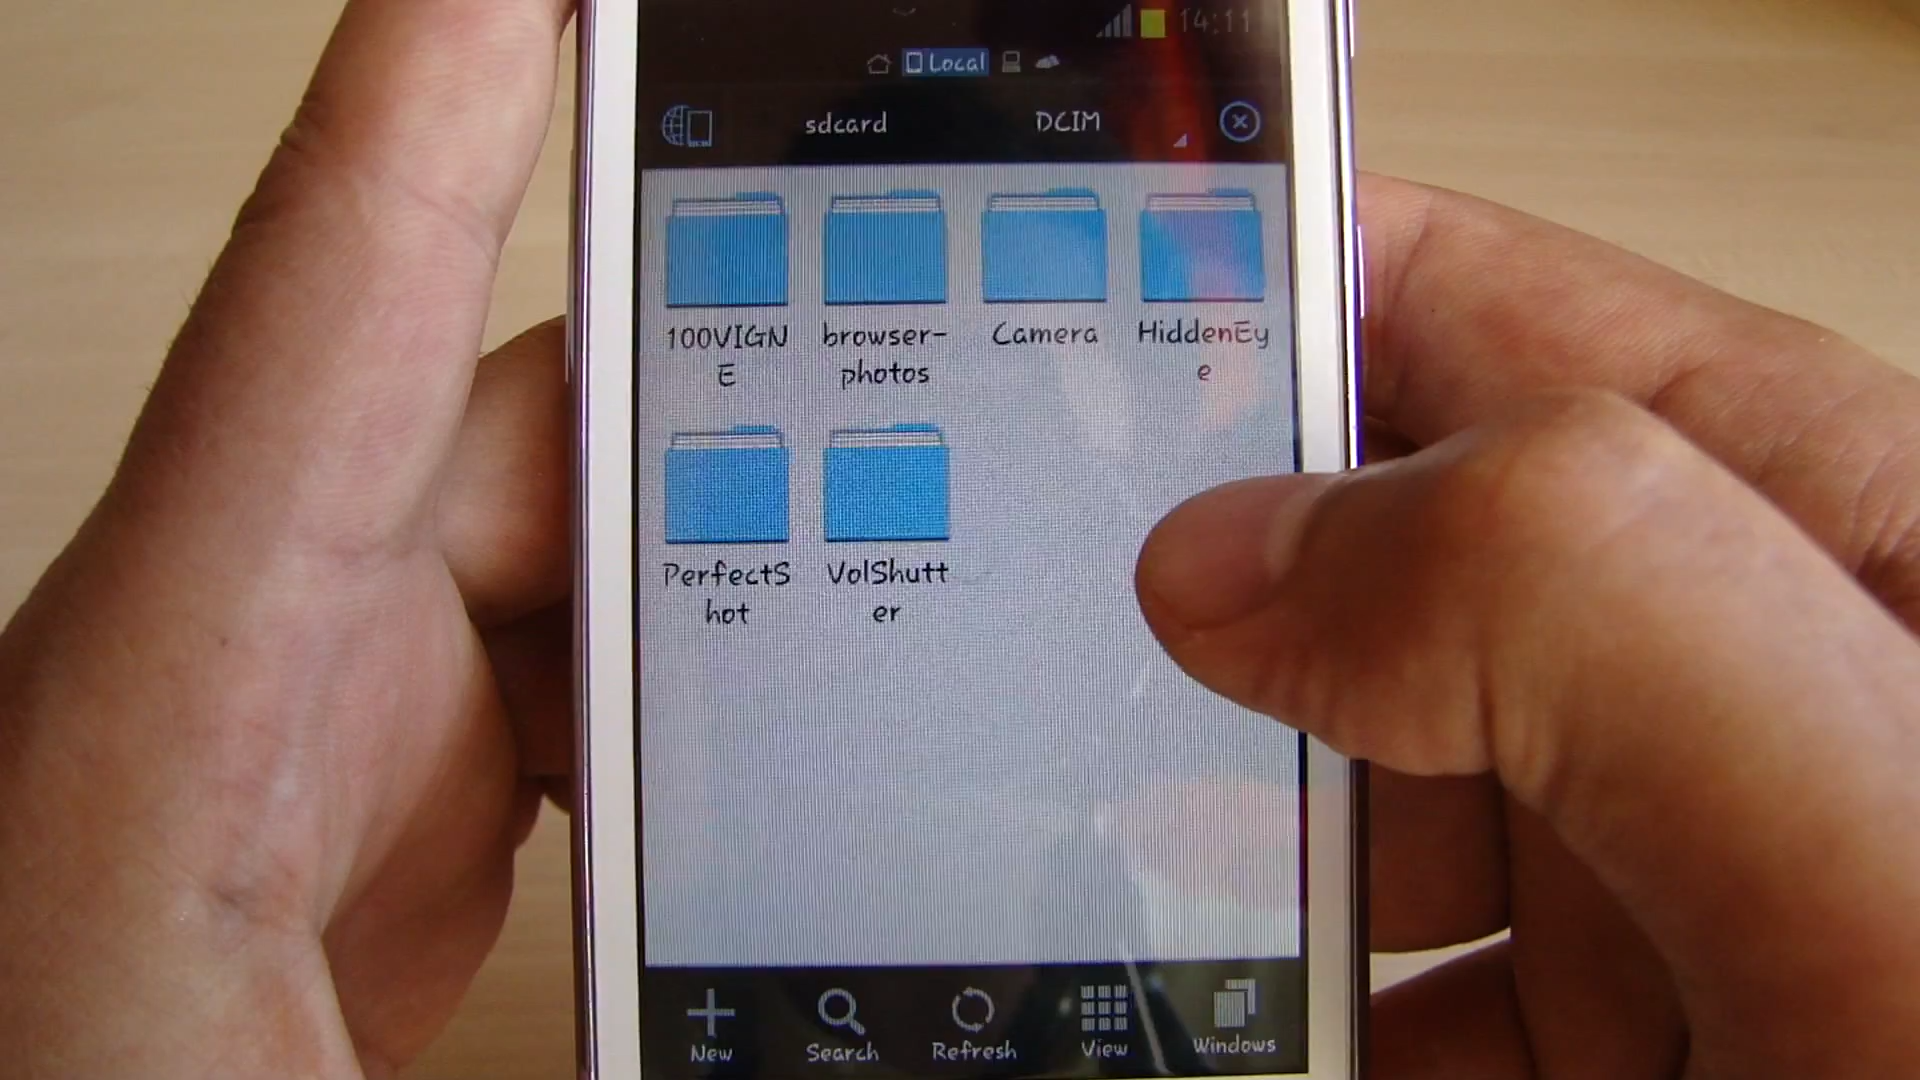 14:11
Local
sdcard DCIM
100VIGN browser- Camera HiddenEy
E photos e
PerfectS VolShutt
hot er
New Search Refresh View Windows